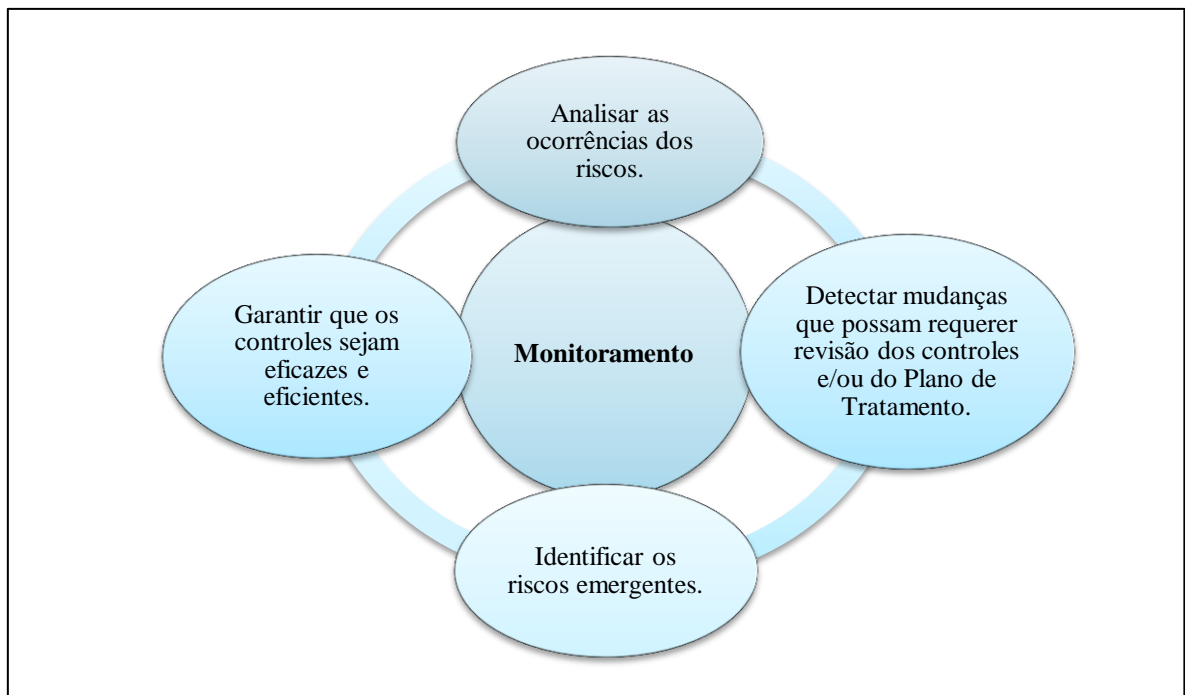 Analisar as
ocorrências dos
riscos.
Garantir que os
controles sejam
eficazes e
eficientes.
Monitoramento
Detectar mudanças
que possam requerer
revisão dos controles
e/ou do Plano de
Tratamento.
Identificar os
riscos emergentes.